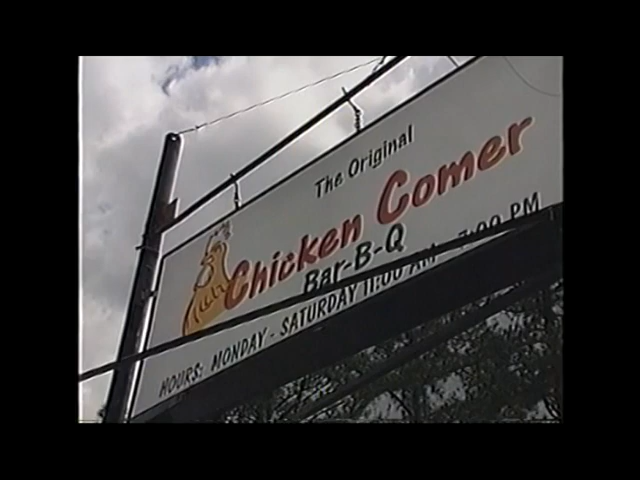 The Original
Chicken Comer
Bar-B-Q
HOURS: MONDAY - SATURDAY 11:00 AM - 7:00 PM